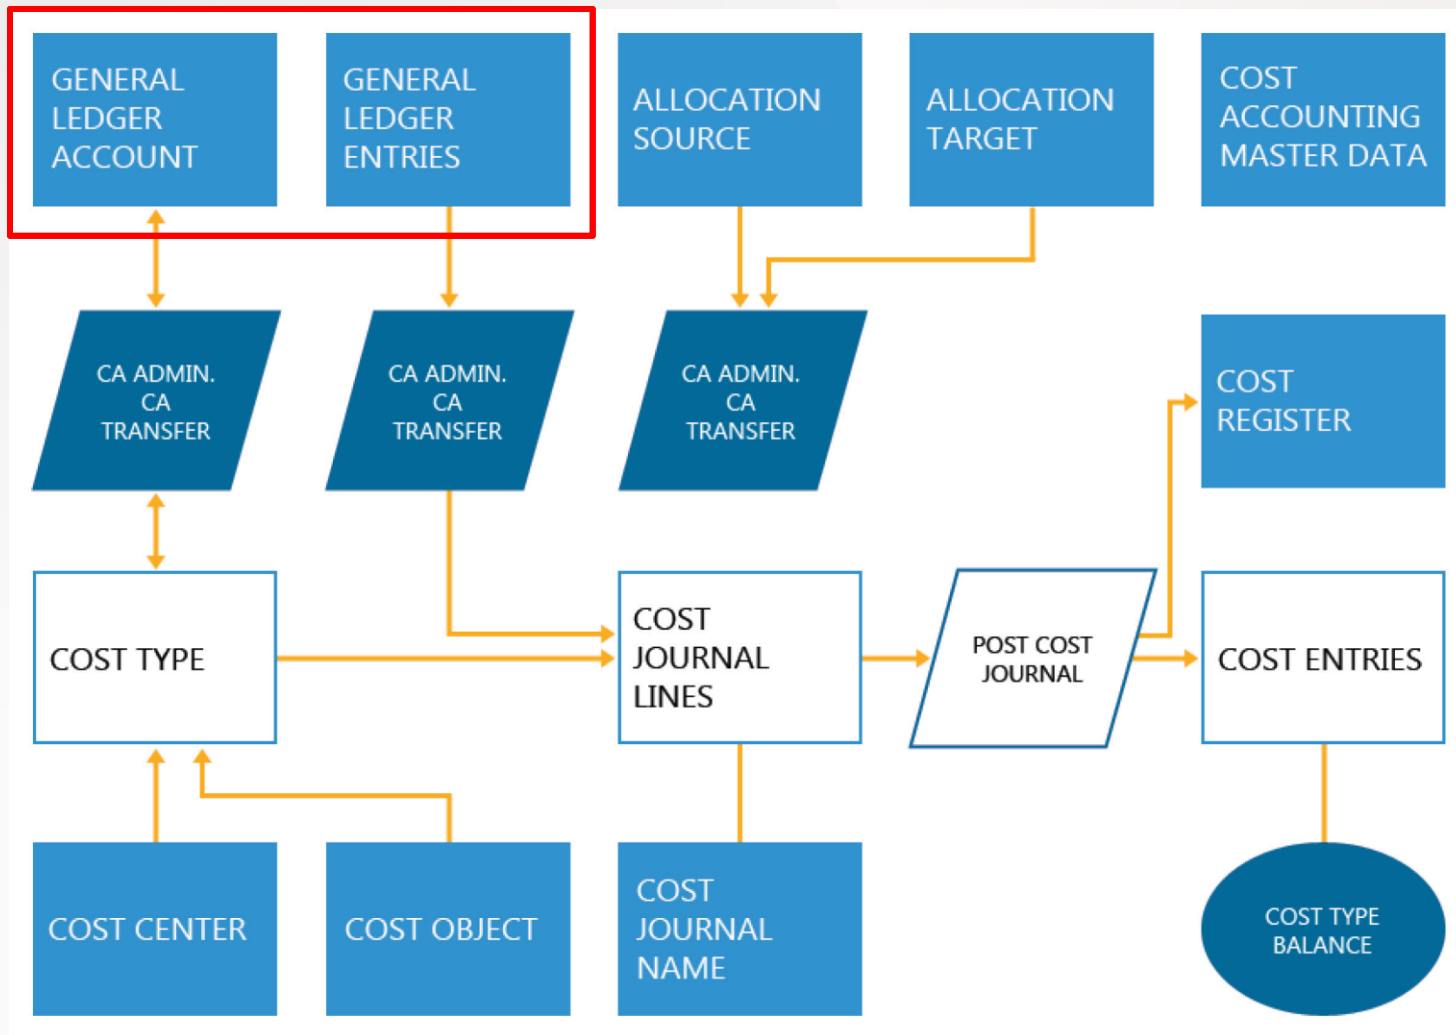 GENERAL
LEDGER
ACCOUNT
GENERAL
LEDGER
ENTRIES
ALLOCATION
SOURCE
ALLOCATION
TARGET
COST
ACCOUNTING
MASTER DATA
CA ADMIN.
CA
TRANSFER
CA ADMIN.
CA
TRANSFER
CA ADMIN.
CA
TRANSFER
COST
REGISTER
COST TYPE
COST
JOURNAL
LINES
POST COST
JOURNAL
COST ENTRIES
COST CENTER
COST OBJECT
COST
JOURNAL
NAME
COST TYPE
BALANCE